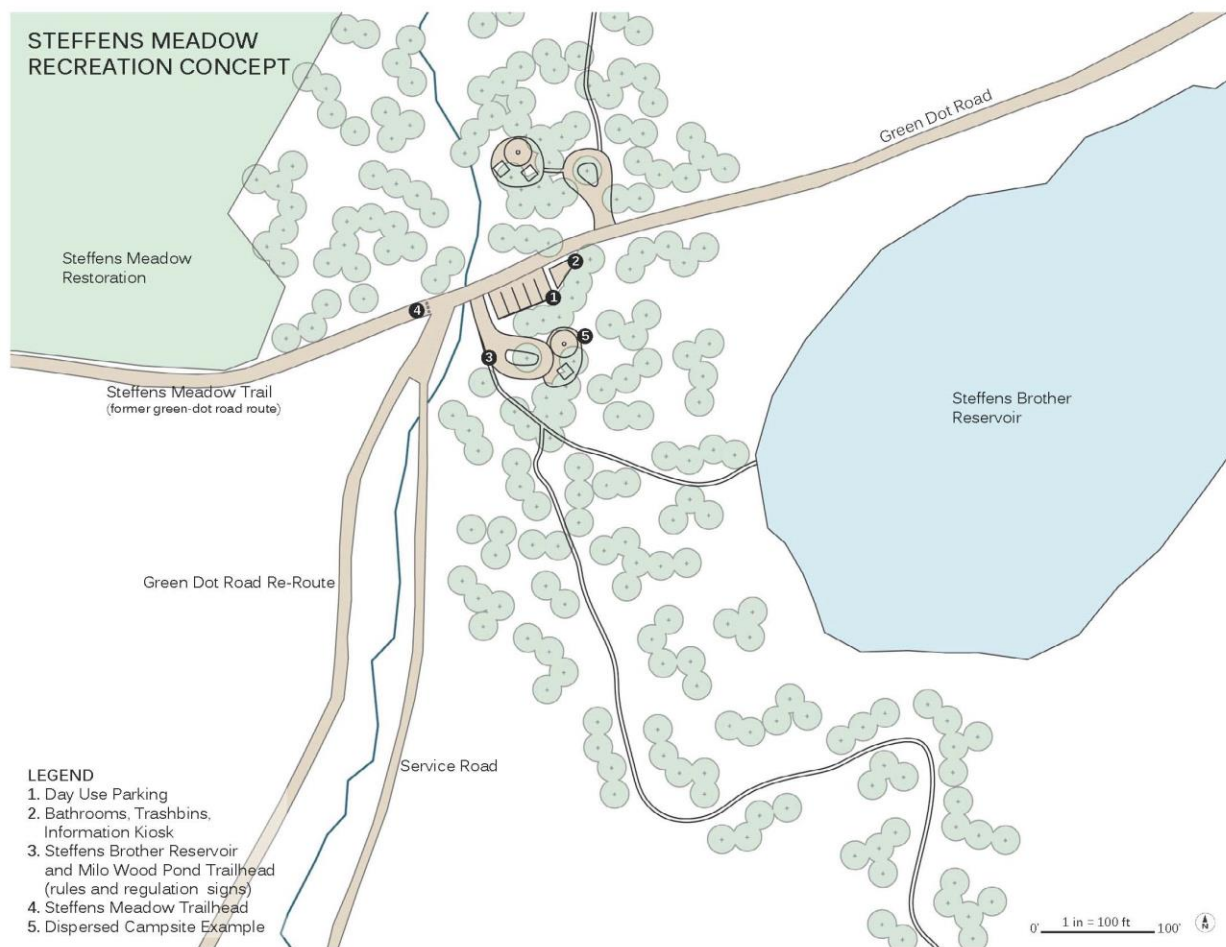 STEFFENS MEADOW
RECREATION CONCEPT
Green Dot Road
Steffens Meadow
Restoration
2
1
4
5
3
Steffens Meadow Trail
(former green-dot road route)
Steffens Brother
Reservoir
Green Dot Road Re-Route
Service Road
LEGEND
1. Day Use Parking
2. Bathrooms, Trashbins,
Information Kiosk
3. Steffens Brother Reservoir
and Milo Wood Pond Trailhead
(rules and regulation signs)
4. Steffens Meadow Trailhead
5. Dispersed Campsite Example
0' 1 in = 100 ft 100'
N